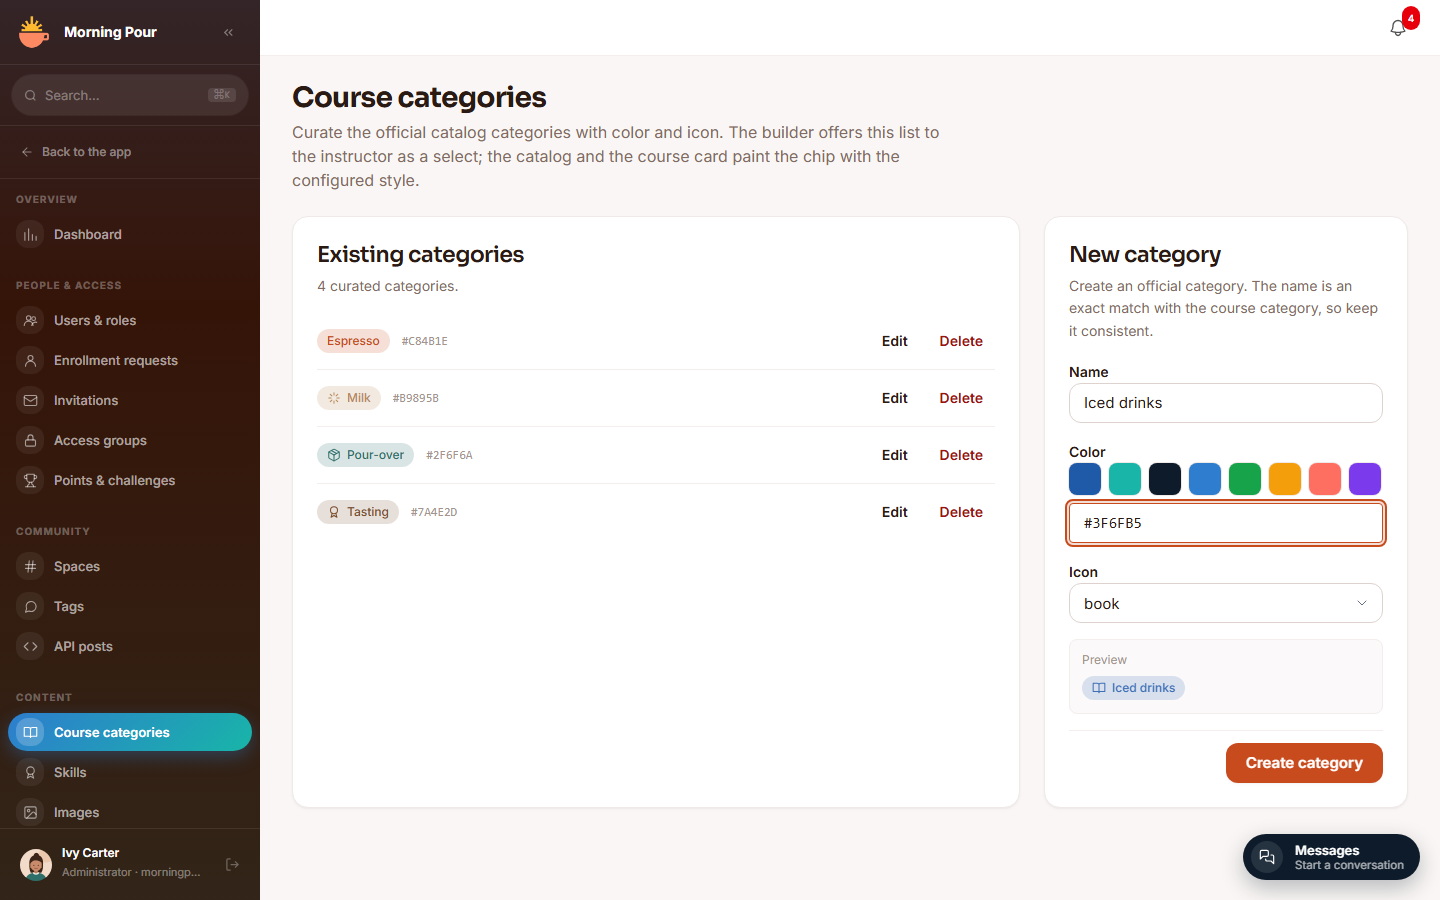 Morning Pour
Search...
⌘K
Back to the app
OVERVIEW
Dashboard
PEOPLE & ACCESS
Users & roles
Enrollment requests
Invitations
Access groups
Points & challenges
COMMUNITY
Spaces
Tags
API posts
CONTENT
Course categories
Skills
Images
Ivy Carter
Administrator · morningp...
4
Course categories
Curate the official catalog categories with color and icon. The builder offers this list to
the instructor as a select; the catalog and the course card paint the chip with the
configured style.
Existing categories
4 curated categories.
Espresso #C84B1E Edit Delete
Milk #B9895B Edit Delete
Pour-over #2F6F6A Edit Delete
Tasting #7A4E2D Edit Delete
New category
Create an official category. The name is an
exact match with the course category, so keep
it consistent.
Name
Iced drinks
Color
#3F6FB5
Icon
book
Preview
Iced drinks
Create category
Messages
Start a conversation